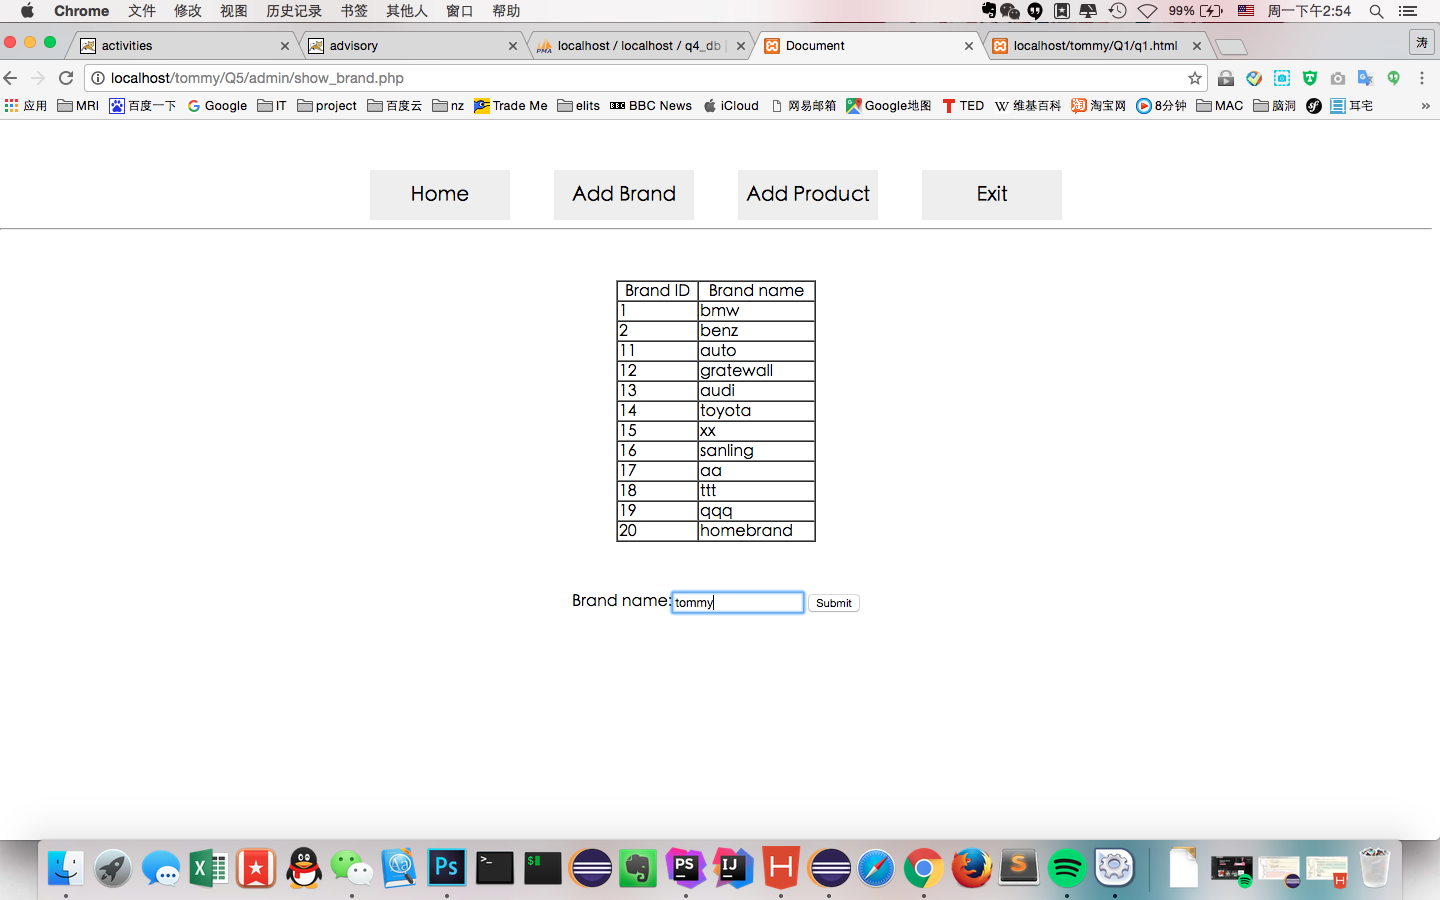 Chrome 文件 修改 视图 历史记录 书签 其他人 窗口 帮助 99% 周一下午2:54
activities advisory localhost / localhost / q4_db | Document localhost/tommy/Q1/q1.html 涛
localhost/tommy/Q5/admin/show_brand.php
应用 MRI 百度一下 Google IT project 百度云 nz Trade Me elits BBC News iCloud 网易邮箱 Google地图 TED 维基百科 淘宝网 8分钟 MAC 脑洞 耳宅 »
Home Add Brand Add Product Exit
Brand ID Brand name
1 bmw
2 benz
11 auto
12 gratewall
13 audi
14 toyota
15 xx
16 sanling
17 aa
18 ttt
19 qqq
20 homebrand
Brand name: tommy Submit